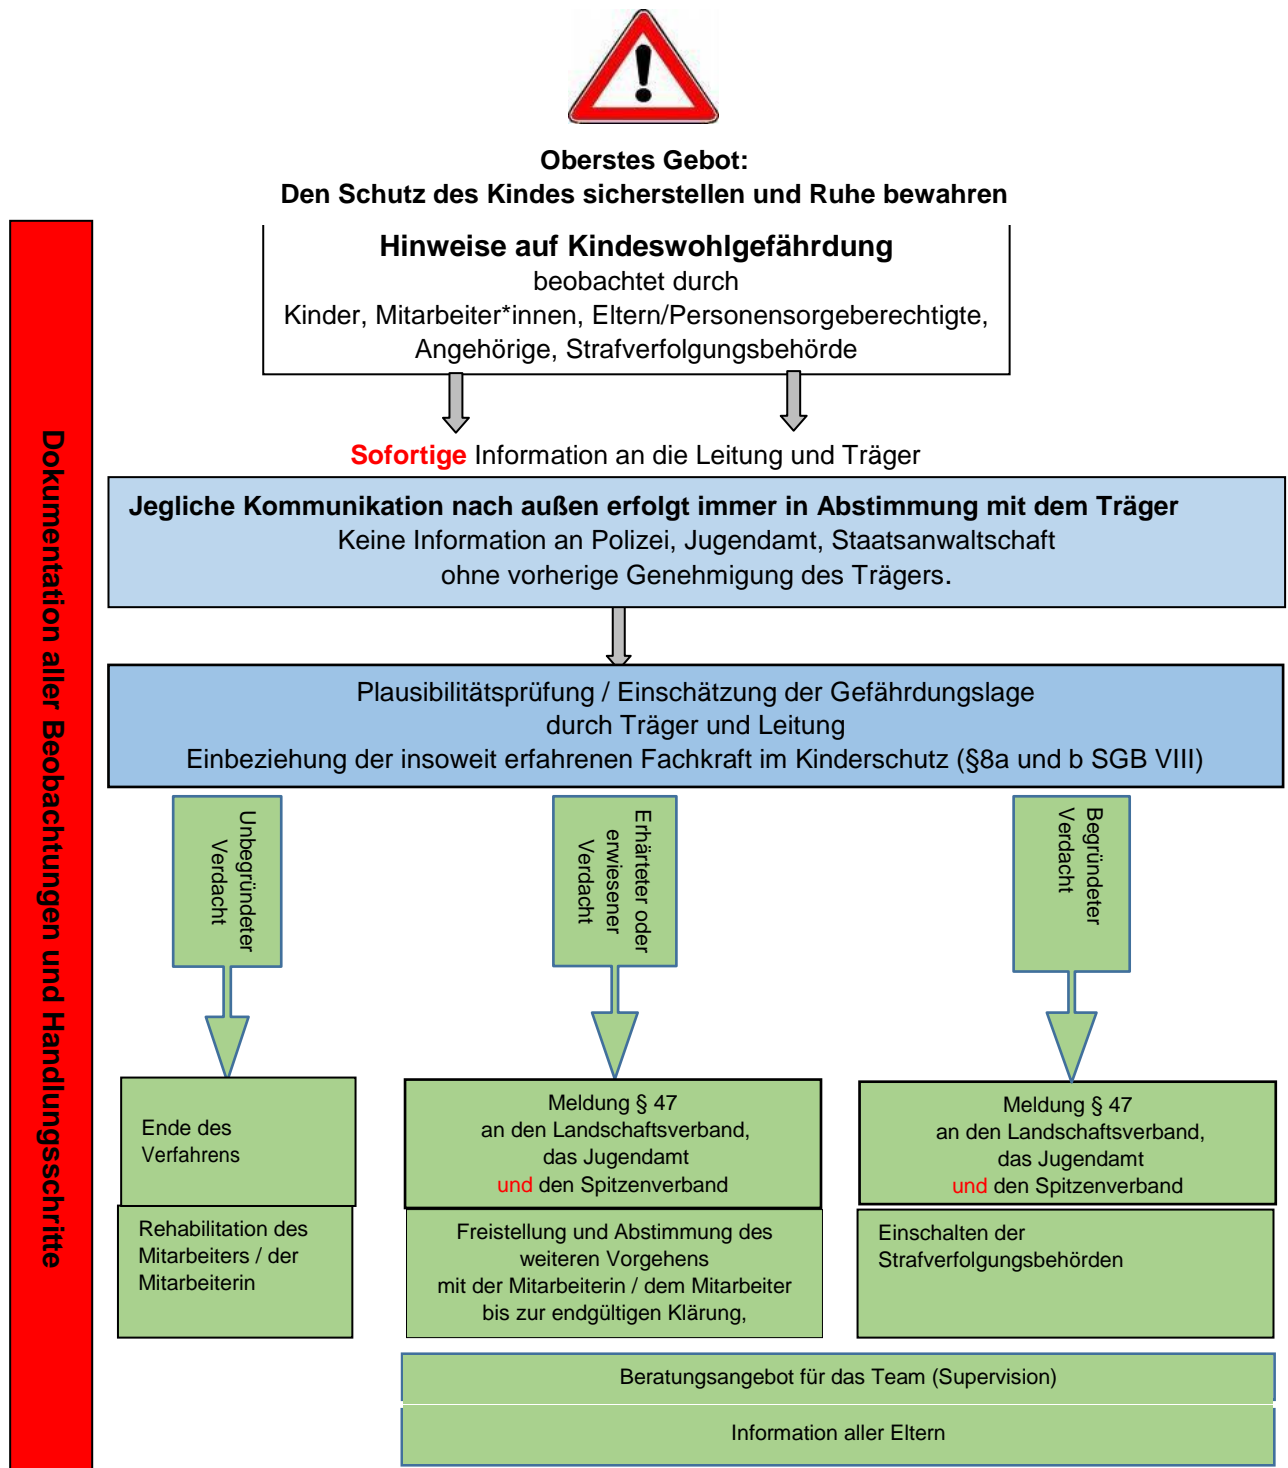 Oberstes Gebot:
Den Schutz des Kindes sicherstellen und Ruhe bewahren
Hinweise auf Kindeswohlgefährdung
beobachtet durch
Kinder, Mitarbeiter*innen, Eltern/Personensorgeberechtigte,
Angehörige, Strafverfolgungsbehörde
Sofortige Information an die Leitung und Träger
Jegliche Kommunikation nach außen erfolgt immer in Abstimmung mit dem Träger
Keine Information an Polizei, Jugendamt, Staatsanwaltschaft
ohne vorherige Genehmigung des Trägers.
Plausibilitätsprüfung / Einschätzung der Gefährdungslage
durch Träger und Leitung
Einbeziehung der insoweit erfahrenen Fachkraft im Kinderschutz (§8a und b SGB VIII)
Dokumentation aller Beobachtungen und Handlungsschritte
Unbegründeter
Verdacht
Erhärteter oder
erwiesener
Verdacht
Begründeter
Verdacht
Ende des
Verfahrens
Rehabilitation des
Mitarbeiters / der
Mitarbeiterin
Meldung § 47
an den Landschaftsverband,
das Jugendamt
und den Spitzenverband
Freistellung und Abstimmung des
weiteren Vorgehens
mit der Mitarbeiterin / dem Mitarbeiter
bis zur endgültigen Klärung,
Meldung § 47
an den Landschaftsverband,
das Jugendamt
und den Spitzenverband
Einschalten der
Strafverfolgungsbehörden
Beratungsangebot für das Team (Supervision)
Information aller Eltern